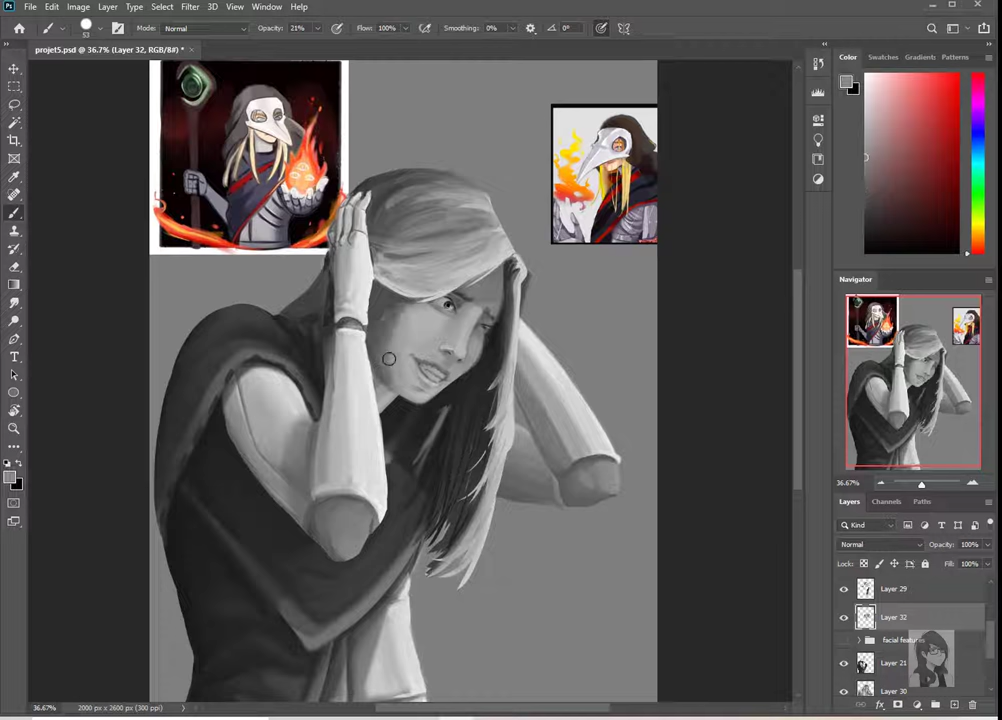 File Edit Image Layer Type Select Filter 3D View Window Help
53 Mode: Normal Opacity: 21% Flow: 100% Smoothing: 0% 0°
projet5.psd @ 36.7% (Layer 32, RGB/8#) *
Color Swatches Gradients Patterns
Navigator
36.67%
Layers Channels Paths
Kind
Normal Opacity: 100%
Lock: Fill: 100%
Layer 29
Layer 32
facial features
Layer 21
Layer 30
36.67% 2000 px x 2600 px (300 ppi)